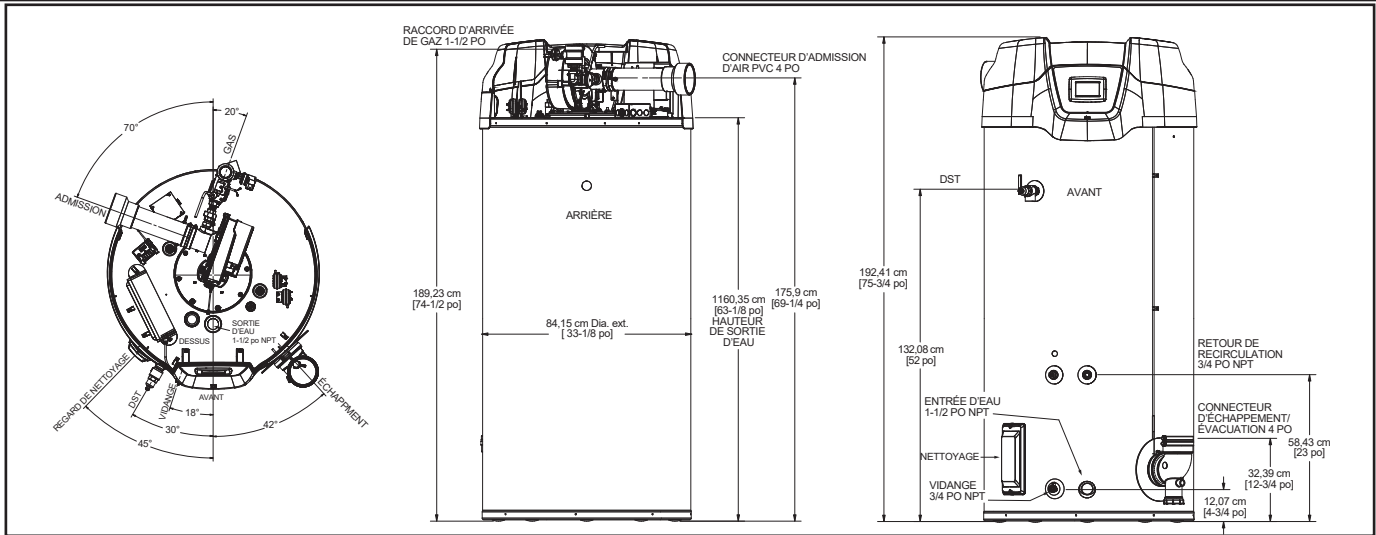 70°
20°
GAS
ADMISSION
SORTIE
D'EAU
1-1/2 po NPT
DESSUS
REGARD DE NETTOYAGE
DST
VIDANGE
AVANT
ÉCHAPPMENT
18°
30°
42°
45°
RACCORD D'ARRIVÉE
DE GAZ 1-1/2 PO
CONNECTEUR D'ADMISSION
D'AIR PVC 4 PO
ARRIÈRE
189,23 cm
[74-1/2 po]
84,15 cm Dia. ext.
[ 33-1/8 po]
1160,35 cm
[63-1/8 po]
HAUTEUR
DE SORTIE
D'EAU
175,9 cm
[69-1/4 po]
192,41 cm
[75-3/4 po]
DST
AVANT
132,08 cm
[52 po]
RETOUR DE
RECIRCULATION
3/4 PO NPT
ENTRÉE D'EAU
1-1/2 PO NPT
CONNECTEUR
D'ÉCHAPPEMENT/
ÉVACUATION 4 PO
NETTOYAGE
VIDANGE
3/4 PO NPT
58,43 cm
[23 po]
32,39 cm
[12-3/4 po]
12,07 cm
[4-3/4 po]